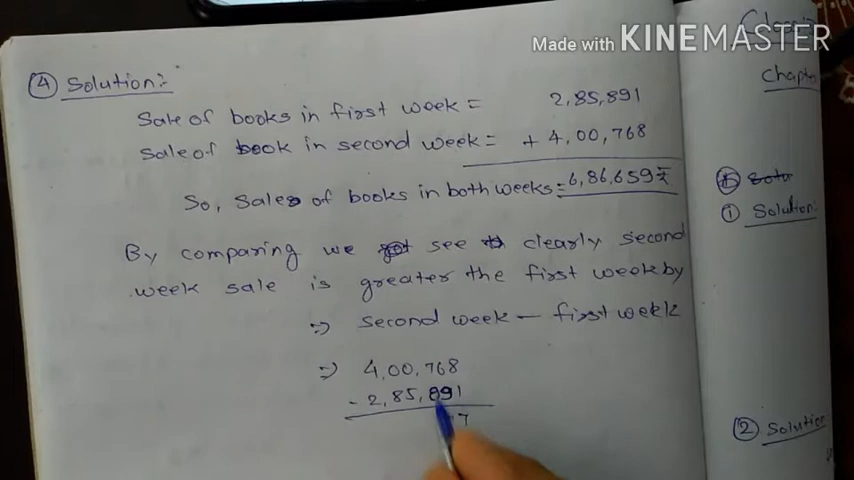 Made with KINEMASTER
④ Solution:-
Sale of books in first week = 2,85,891
Sale of book in second week = + 4,00,768
So, Sales of books in both weeks = 6,86,659 ₹
By comparing we see clearly second
week sale is greater the first week by
=> second week - first week
=> 4,00,768
- 2,85,891
7
Chapter
① Solution:
② Solution